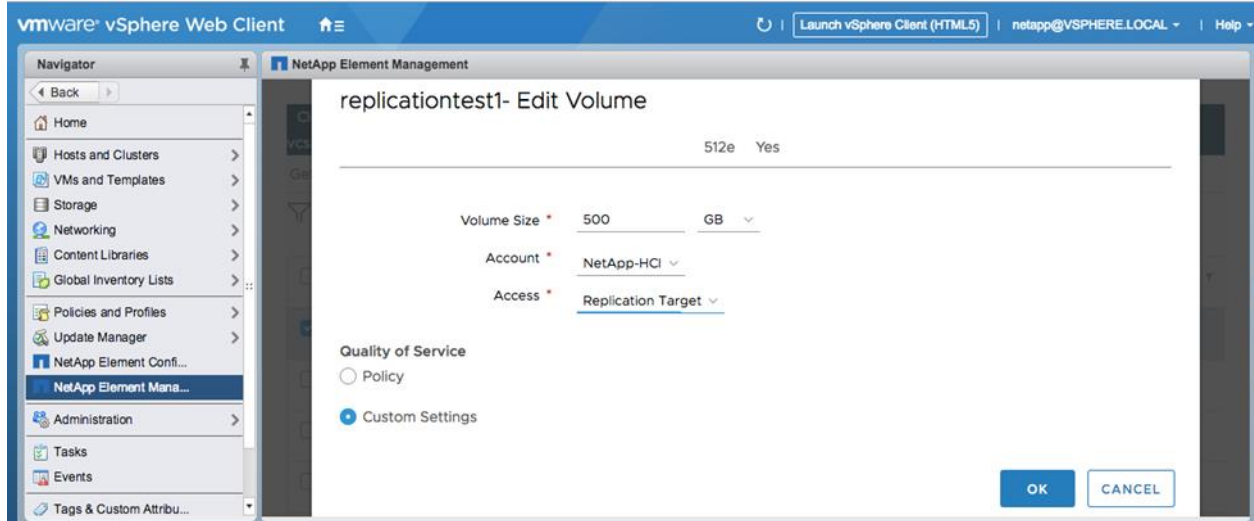 vmware® vSphere Web Client
Launch vSphere Client (HTML5)
netapp@VSPHERE.LOCAL
Help
Navigator
Back
Home
Hosts and Clusters
VMs and Templates
Storage
Networking
Content Libraries
Global Inventory Lists
Policies and Profiles
Update Manager
NetApp Element Confi...
NetApp Element Mana...
Administration
Tasks
Events
Tags & Custom Attribu...
NetApp Element Management
replicationtest1- Edit Volume
512e Yes
Volume Size * 500 GB
Account * NetApp-HCI
Access * Replication Target
Quality of Service
Policy
Custom Settings
OK CANCEL